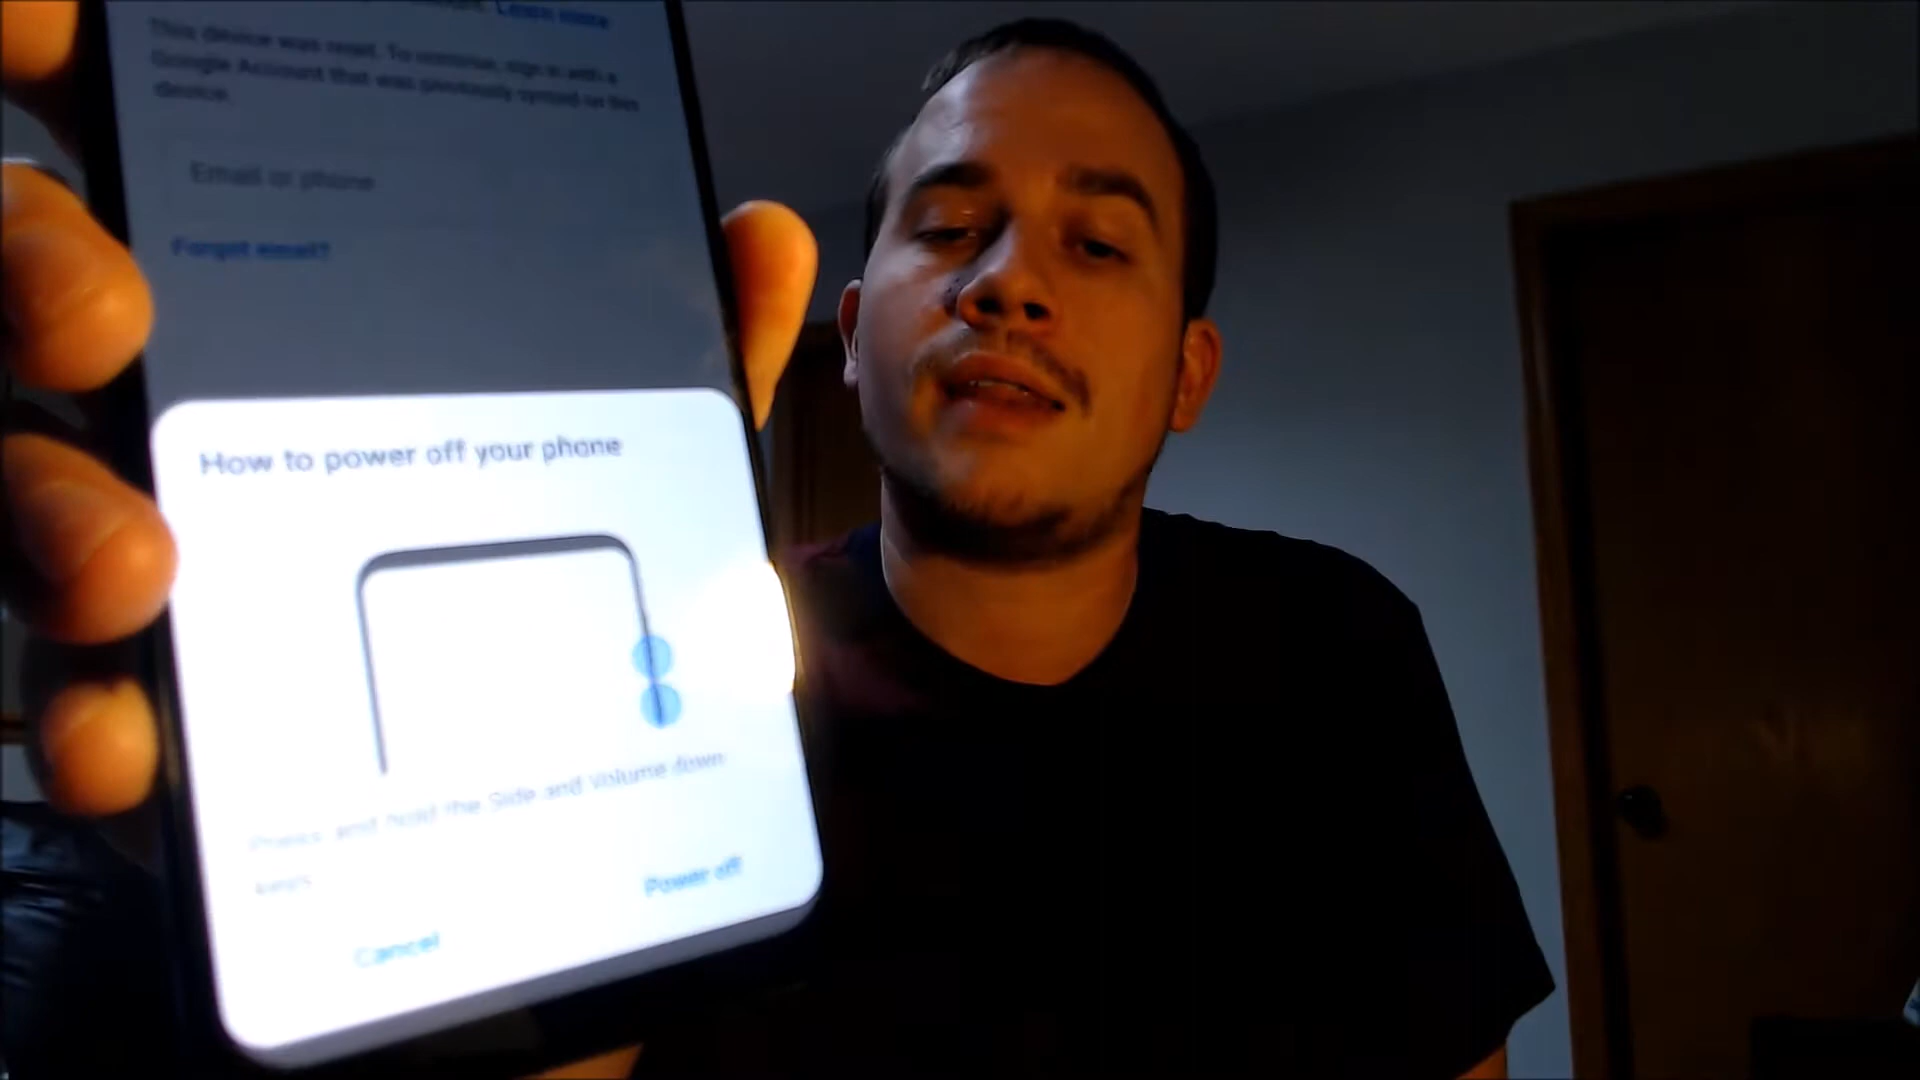 Learn more
This device was reset. To continue, sign in with a
Google Account that was previously synced on this
device.
Email or phone
Forgot email?
How to power off your phone
Press and hold the Side and Volume down
keys.
Power off
Cancel